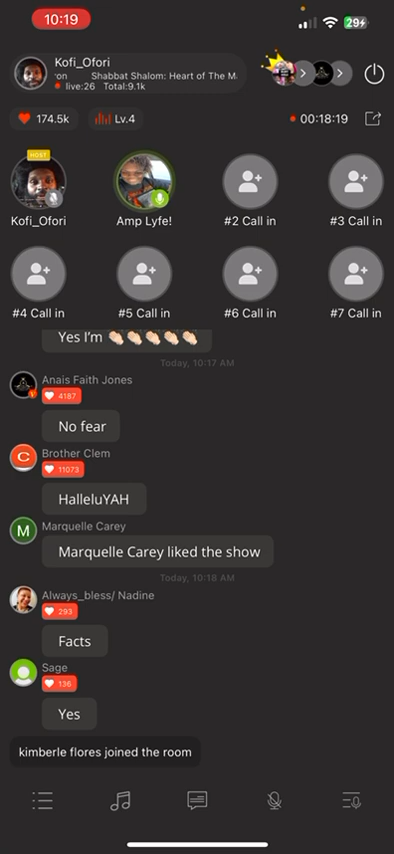 10:19
29
Kofi_Ofori
ron Shabbat Shalom: Heart of The M
live:26 Total:9.1k
174.5k
Lv.4
00:18:19
HOST
Kofi_Ofori
Amp Lyfe!
#2 Call in
#3 Call in
#4 Call in
#5 Call in
#6 Call in
#7 Call in
Yes I'm 👏🏻👏🏻👏🏻👏🏻👏🏻
Today, 10:17 AM
Anais Faith Jones
4187
No fear
C
Brother Clem
11073
HalleluYAH
M
Marquelle Carey
Marquelle Carey liked the show
Today, 10:18 AM
Always_bless/ Nadine
293
Facts
Sage
136
Yes
kimberle flores joined the room